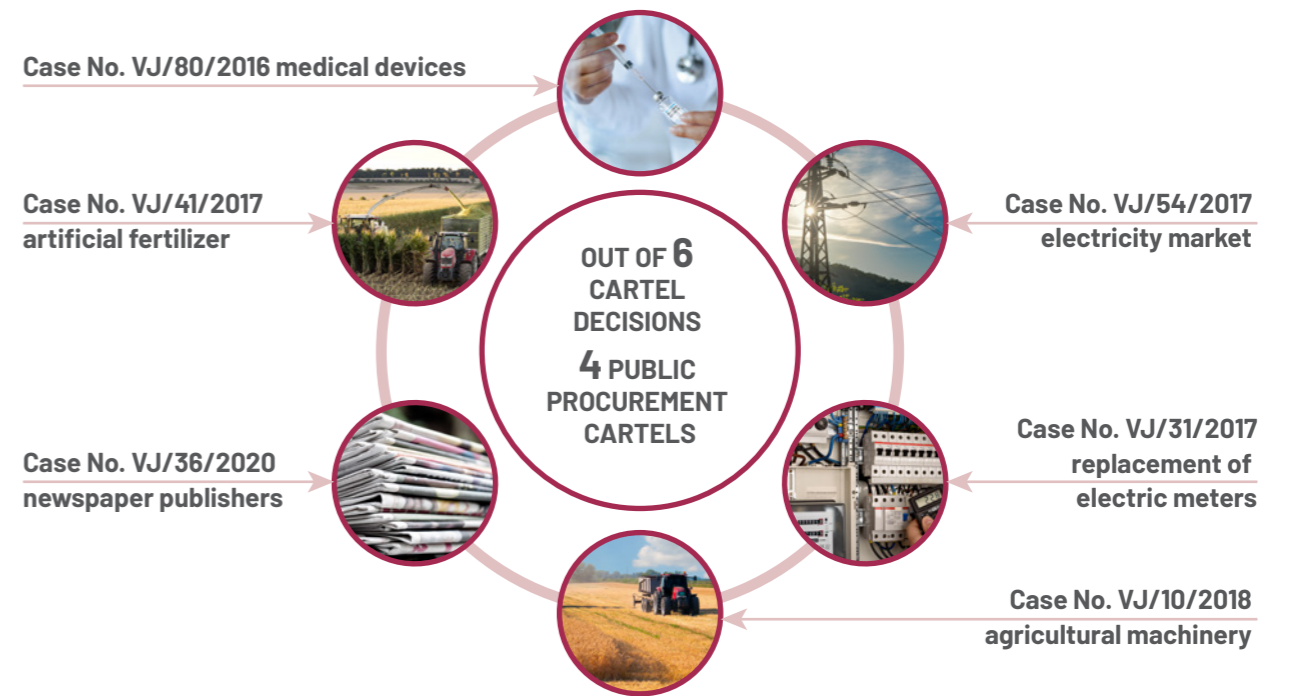 Case No. VJ/80/2016 medical devices
Case No. VJ/41/2017
artificial fertilizer
Case No. VJ/54/2017
electricity market
OUT OF 6
CARTEL
DECISIONS
4 PUBLIC
PROCUREMENT
CARTELS
Case No. VJ/36/2020
newspaper publishers
Case No. VJ/31/2017
replacement of
electric meters
Case No. VJ/10/2018
agricultural machinery